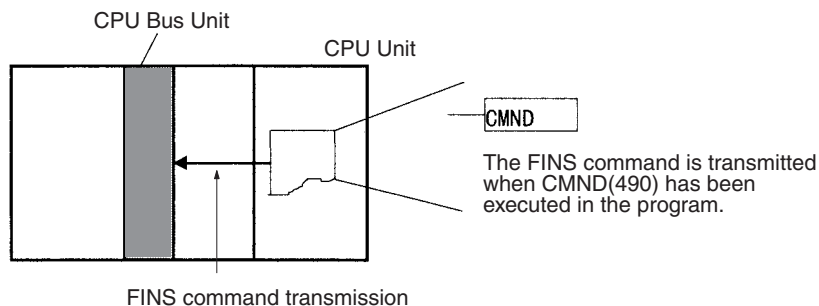 CPU Bus Unit
CPU Unit
CMND
The FINS command is transmitted
when CMND(490) has been
executed in the program.
FINS command transmission